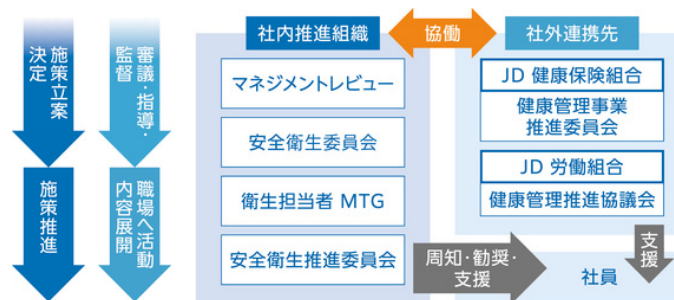 施策立案
決定
審議・指導・
監督
施策推進
職場へ活動
内容展開
社内推進組織
協働
社外連携先
マネジメントレビュー
安全衛生委員会
衛生担当者 MTG
安全衛生推進委員会
JD 健康保険組合
健康管理事業
推進委員会
JD 労働組合
健康管理推進協議会
周知・勧奨・
支援
支援
社員